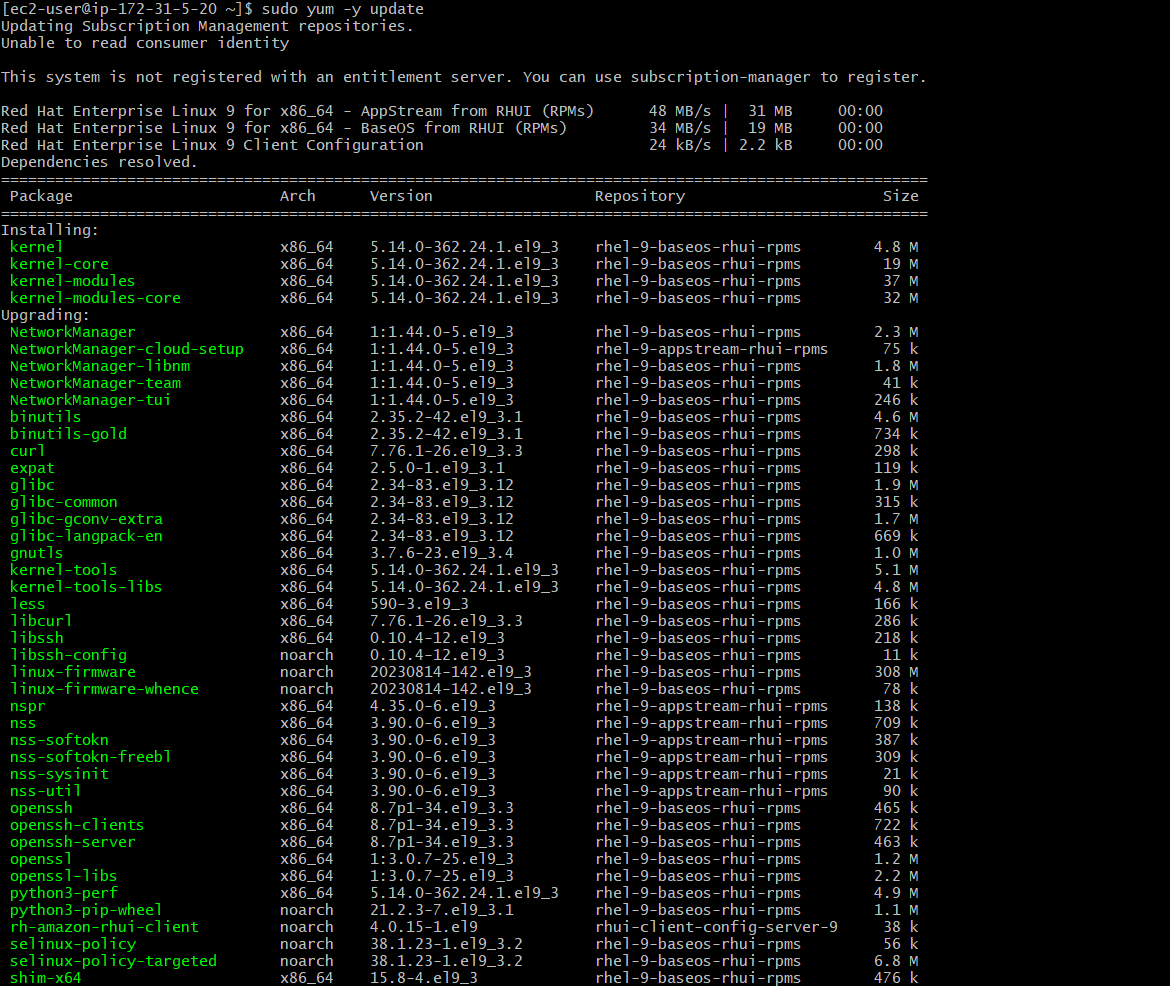 [ec2-user@ip-172-31-5-20 ~]$ sudo yum -y update
Updating Subscription Management repositories.
Unable to read consumer identity

This system is not registered with an entitlement server. You can use subscription-manager to register.

Red Hat Enterprise Linux 9 for x86_64 - AppStream from RHUI (RPMs)      48 MB/s |  31 MB     00:00
Red Hat Enterprise Linux 9 for x86_64 - BaseOS from RHUI (RPMs)         34 MB/s |  19 MB     00:00
Red Hat Enterprise Linux 9 Client Configuration                         24 kB/s | 2.2 kB     00:00
Dependencies resolved.
=======================================================================================================
 Package                       Arch      Version                  Repository                      Size
=======================================================================================================
Installing:
 kernel                        x86_64    5.14.0-362.24.1.el9_3    rhel-9-baseos-rhui-rpms        4.8 M
 kernel-core                   x86_64    5.14.0-362.24.1.el9_3    rhel-9-baseos-rhui-rpms         19 M
 kernel-modules                x86_64    5.14.0-362.24.1.el9_3    rhel-9-baseos-rhui-rpms         37 M
 kernel-modules-core           x86_64    5.14.0-362.24.1.el9_3    rhel-9-baseos-rhui-rpms         32 M
Upgrading:
 NetworkManager                x86_64    1:1.44.0-5.el9_3         rhel-9-baseos-rhui-rpms        2.3 M
 NetworkManager-cloud-setup    x86_64    1:1.44.0-5.el9_3         rhel-9-appstream-rhui-rpms      75 k
 NetworkManager-libnm          x86_64    1:1.44.0-5.el9_3         rhel-9-baseos-rhui-rpms        1.8 M
 NetworkManager-team           x86_64    1:1.44.0-5.el9_3         rhel-9-baseos-rhui-rpms         41 k
 NetworkManager-tui            x86_64    1:1.44.0-5.el9_3         rhel-9-baseos-rhui-rpms        246 k
 binutils                      x86_64    2.35.2-42.el9_3.1        rhel-9-baseos-rhui-rpms        4.6 M
 binutils-gold                 x86_64    2.35.2-42.el9_3.1        rhel-9-baseos-rhui-rpms        734 k
 curl                          x86_64    7.76.1-26.el9_3.3        rhel-9-baseos-rhui-rpms        298 k
 expat                         x86_64    2.5.0-1.el9_3.1          rhel-9-baseos-rhui-rpms        119 k
 glibc                         x86_64    2.34-83.el9_3.12         rhel-9-baseos-rhui-rpms        1.9 M
 glibc-common                  x86_64    2.34-83.el9_3.12         rhel-9-baseos-rhui-rpms        315 k
 glibc-gconv-extra             x86_64    2.34-83.el9_3.12         rhel-9-baseos-rhui-rpms        1.7 M
 glibc-langpack-en             x86_64    2.34-83.el9_3.12         rhel-9-baseos-rhui-rpms        669 k
 gnutls                        x86_64    3.7.6-23.el9_3.4         rhel-9-baseos-rhui-rpms        1.0 M
 kernel-tools                  x86_64    5.14.0-362.24.1.el9_3    rhel-9-baseos-rhui-rpms        5.1 M
 kernel-tools-libs             x86_64    5.14.0-362.24.1.el9_3    rhel-9-baseos-rhui-rpms        4.8 M
 less                          x86_64    590-3.el9_3              rhel-9-baseos-rhui-rpms        166 k
 libcurl                       x86_64    7.76.1-26.el9_3.3        rhel-9-baseos-rhui-rpms        286 k
 libssh                        x86_64    0.10.4-12.el9_3          rhel-9-baseos-rhui-rpms        218 k
 libssh-config                 noarch    0.10.4-12.el9_3          rhel-9-baseos-rhui-rpms         11 k
 linux-firmware                noarch    20230814-142.el9_3       rhel-9-baseos-rhui-rpms        308 M
 linux-firmware-whence         noarch    20230814-142.el9_3       rhel-9-baseos-rhui-rpms         78 k
 nspr                          x86_64    4.35.0-6.el9_3           rhel-9-appstream-rhui-rpms     138 k
 nss                           x86_64    3.90.0-6.el9_3           rhel-9-appstream-rhui-rpms     709 k
 nss-softokn                   x86_64    3.90.0-6.el9_3           rhel-9-appstream-rhui-rpms     387 k
 nss-softokn-freebl            x86_64    3.90.0-6.el9_3           rhel-9-appstream-rhui-rpms     309 k
 nss-sysinit                   x86_64    3.90.0-6.el9_3           rhel-9-appstream-rhui-rpms      21 k
 nss-util                      x86_64    3.90.0-6.el9_3           rhel-9-appstream-rhui-rpms      90 k
 openssh                       x86_64    8.7p1-34.el9_3.3         rhel-9-baseos-rhui-rpms        465 k
 openssh-clients               x86_64    8.7p1-34.el9_3.3         rhel-9-baseos-rhui-rpms        722 k
 openssh-server                x86_64    8.7p1-34.el9_3.3         rhel-9-baseos-rhui-rpms        463 k
 openssl                       x86_64    1:3.0.7-25.el9_3         rhel-9-baseos-rhui-rpms        1.2 M
 openssl-libs                  x86_64    1:3.0.7-25.el9_3         rhel-9-baseos-rhui-rpms        2.2 M
 python3-perf                  x86_64    5.14.0-362.24.1.el9_3    rhel-9-baseos-rhui-rpms        4.9 M
 python3-pip-wheel             noarch    21.2.3-7.el9_3.1         rhel-9-baseos-rhui-rpms        1.1 M
 rh-amazon-rhui-client         noarch    4.0.15-1.el9             rhui-client-config-server-9     38 k
 selinux-policy                noarch    38.1.23-1.el9_3.2        rhel-9-baseos-rhui-rpms         56 k
 selinux-policy-targeted       noarch    38.1.23-1.el9_3.2        rhel-9-baseos-rhui-rpms        6.8 M
 shim-x64                      x86_64    15.8-4.el9_3             rhel-9-baseos-rhui-rpms        476 k